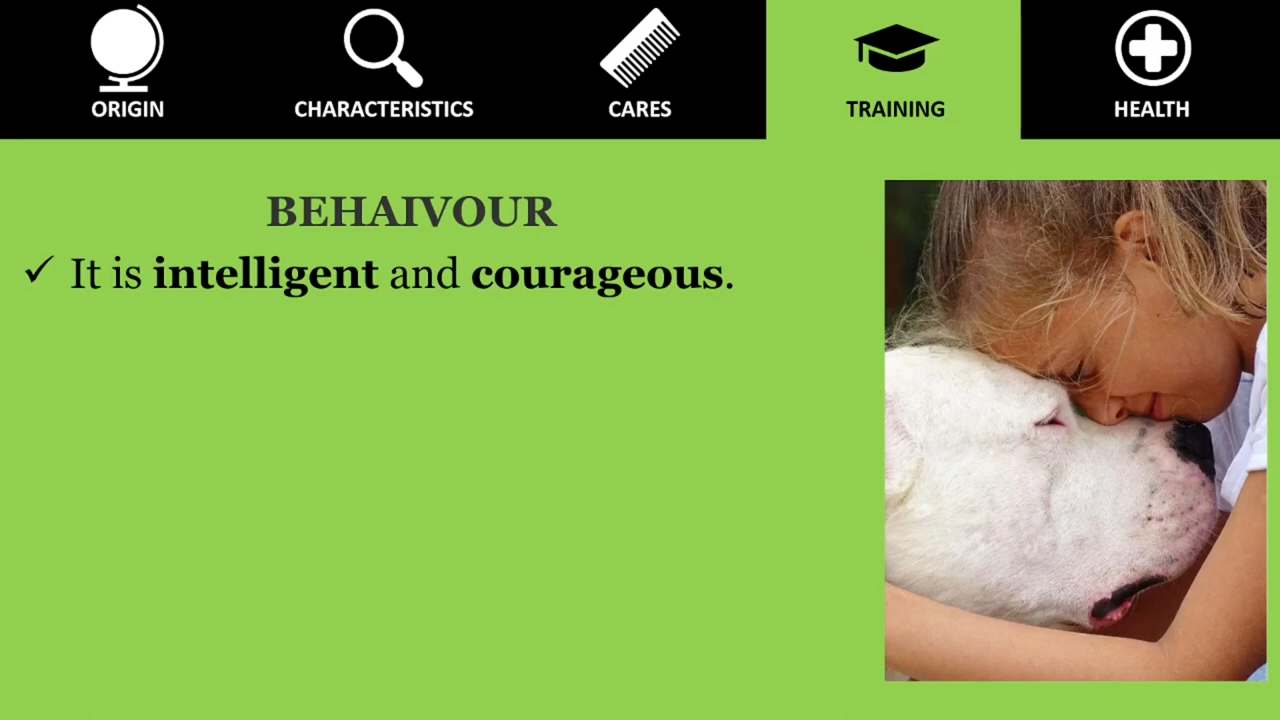 ORIGIN
CHARACTERISTICS
CARES
TRAINING
HEALTH
BEHAIVOUR
✓ It is intelligent and courageous.